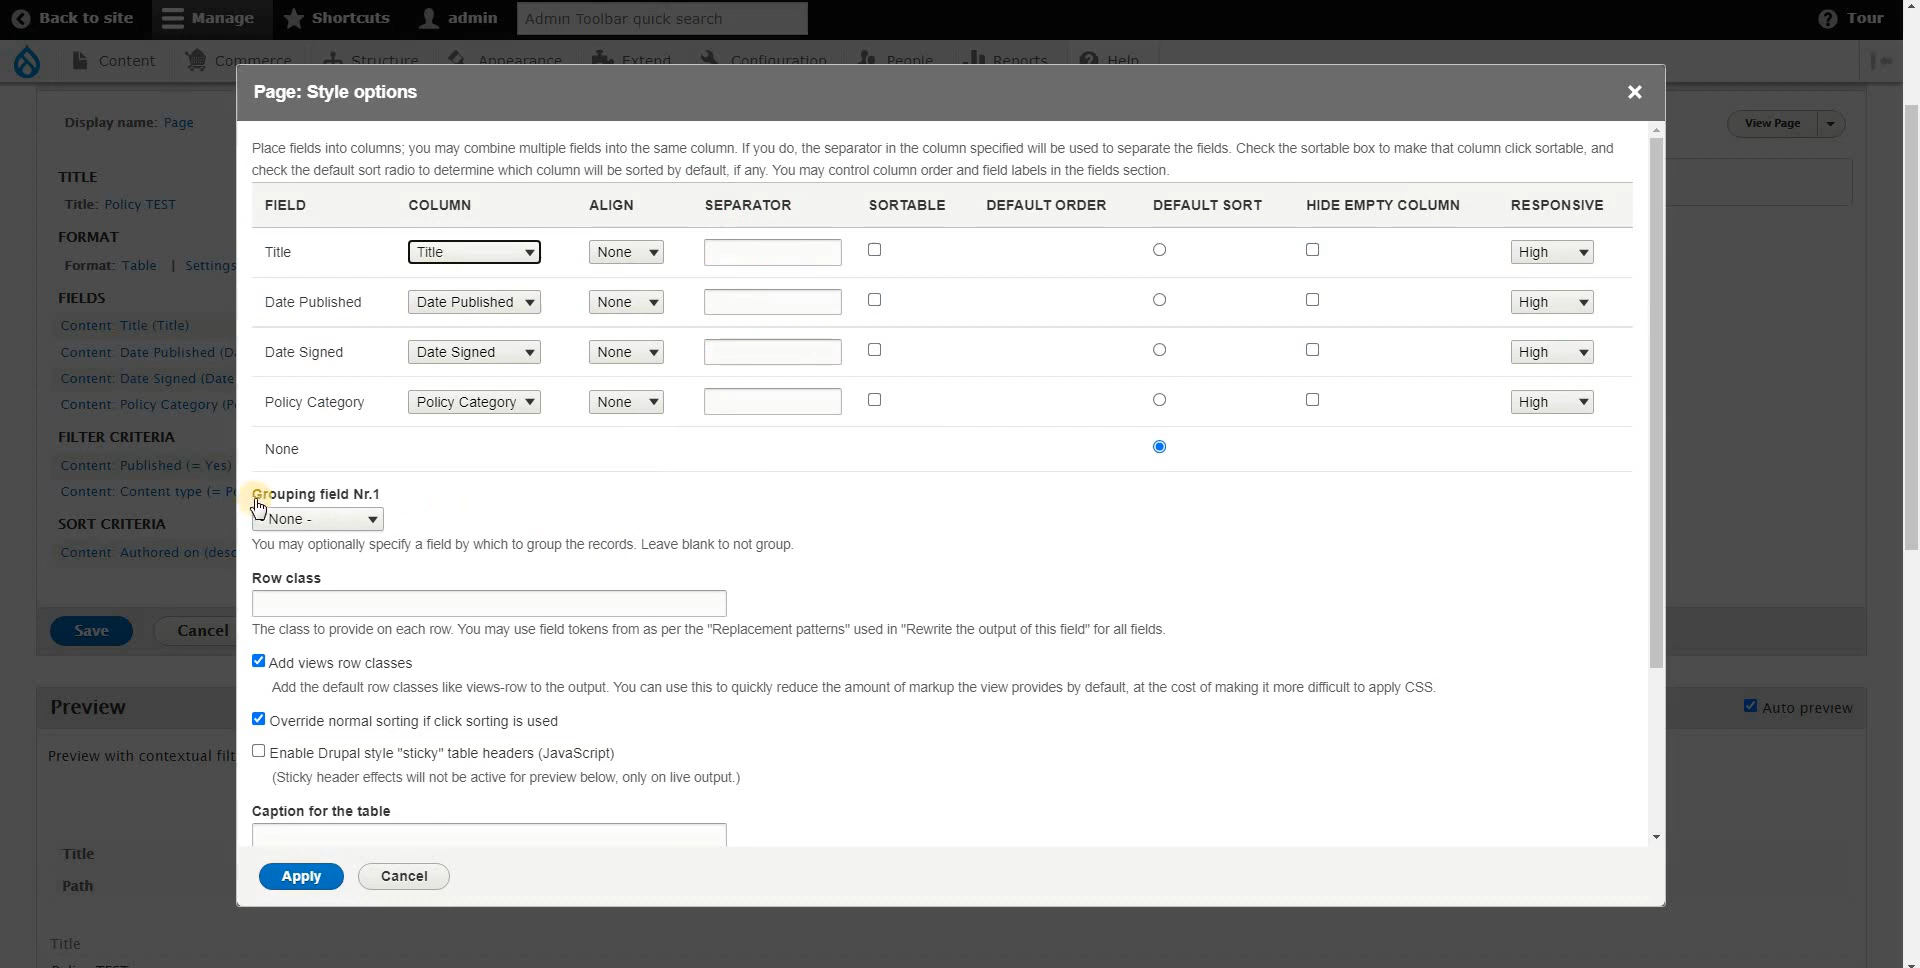 Back to site Manage Shortcuts admin Admin Toolbar quick search Tour
Content Commerce Structure Appearance Extend Configuration People Reports Help
Page: Style options
Display name: Page
View Page
Place fields into columns; you may combine multiple fields into the same column. If you do, the separator in the column specified will be used to separate the fields. Check the sortable box to make that column click sortable, and
check the default sort radio to determine which column will be sorted by default, if any. You may control column order and field labels in the fields section.
TITLE
Title: Policy TEST
FORMAT
Format: Table | Settings
FIELDS
Content: Title (Title)
Content: Date Published (Da
Content: Date Signed (Date
Content: Policy Category (P
FILTER CRITERIA
Content: Published (= Yes)
Content: Content type (= P
SORT CRITERIA
Content: Authored on (desc
FIELD COLUMN ALIGN SEPARATOR SORTABLE DEFAULT ORDER DEFAULT SORT HIDE EMPTY COLUMN RESPONSIVE
Title Title None High
Date Published Date Published None High
Date Signed Date Signed None High
Policy Category Policy Category None High
None
Grouping field Nr.1
- None -
You may optionally specify a field by which to group the records. Leave blank to not group.
Row class
The class to provide on each row. You may use field tokens from as per the "Replacement patterns" used in "Rewrite the output of this field" for all fields.
Add views row classes
Add the default row classes like views-row to the output. You can use this to quickly reduce the amount of markup the view provides by default, at the cost of making it more difficult to apply CSS.
Override normal sorting if click sorting is used
Enable Drupal style "sticky" table headers (JavaScript)
(Sticky header effects will not be active for preview below, only on live output.)
Caption for the table
Apply Cancel
Save Cancel
Preview
Auto preview
Preview with contextual filt
Title
Path
Title